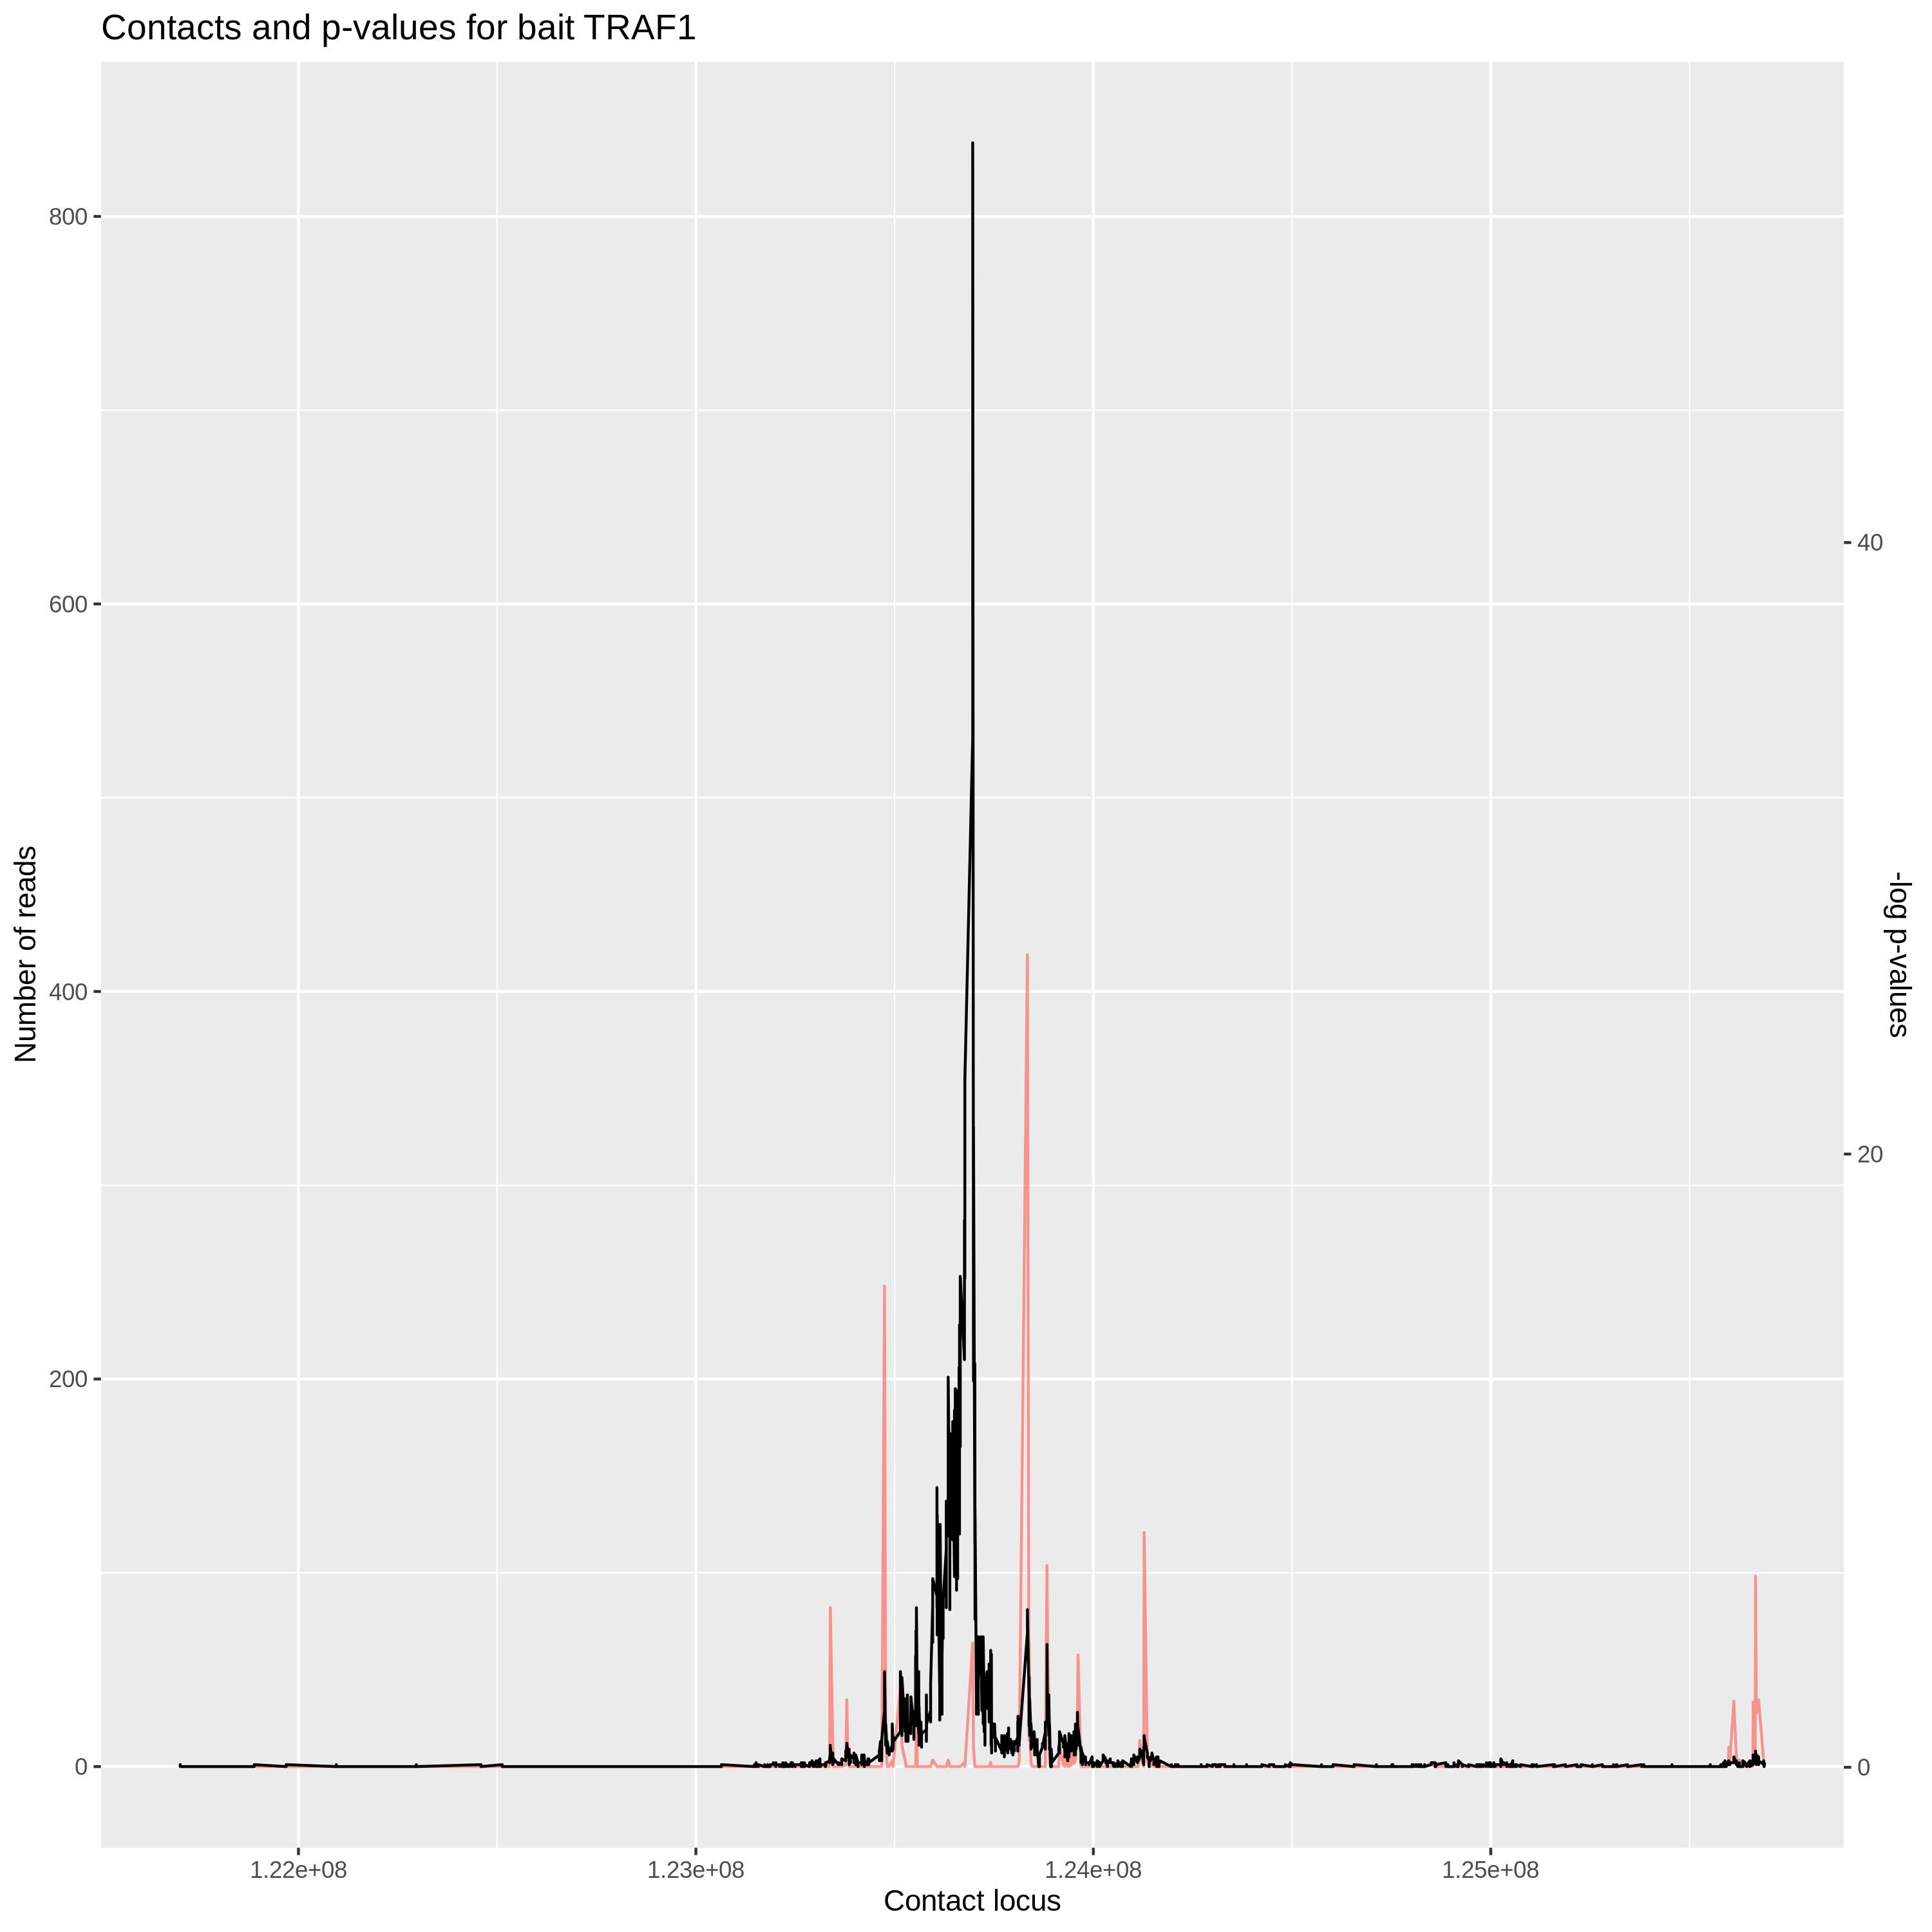 Contacts and p-values for bait TRAF1
800
600
400
200
0
Number of reads
40
20
0
-log p-values
1.22e+08
1.23e+08
1.24e+08
1.25e+08
Contact locus